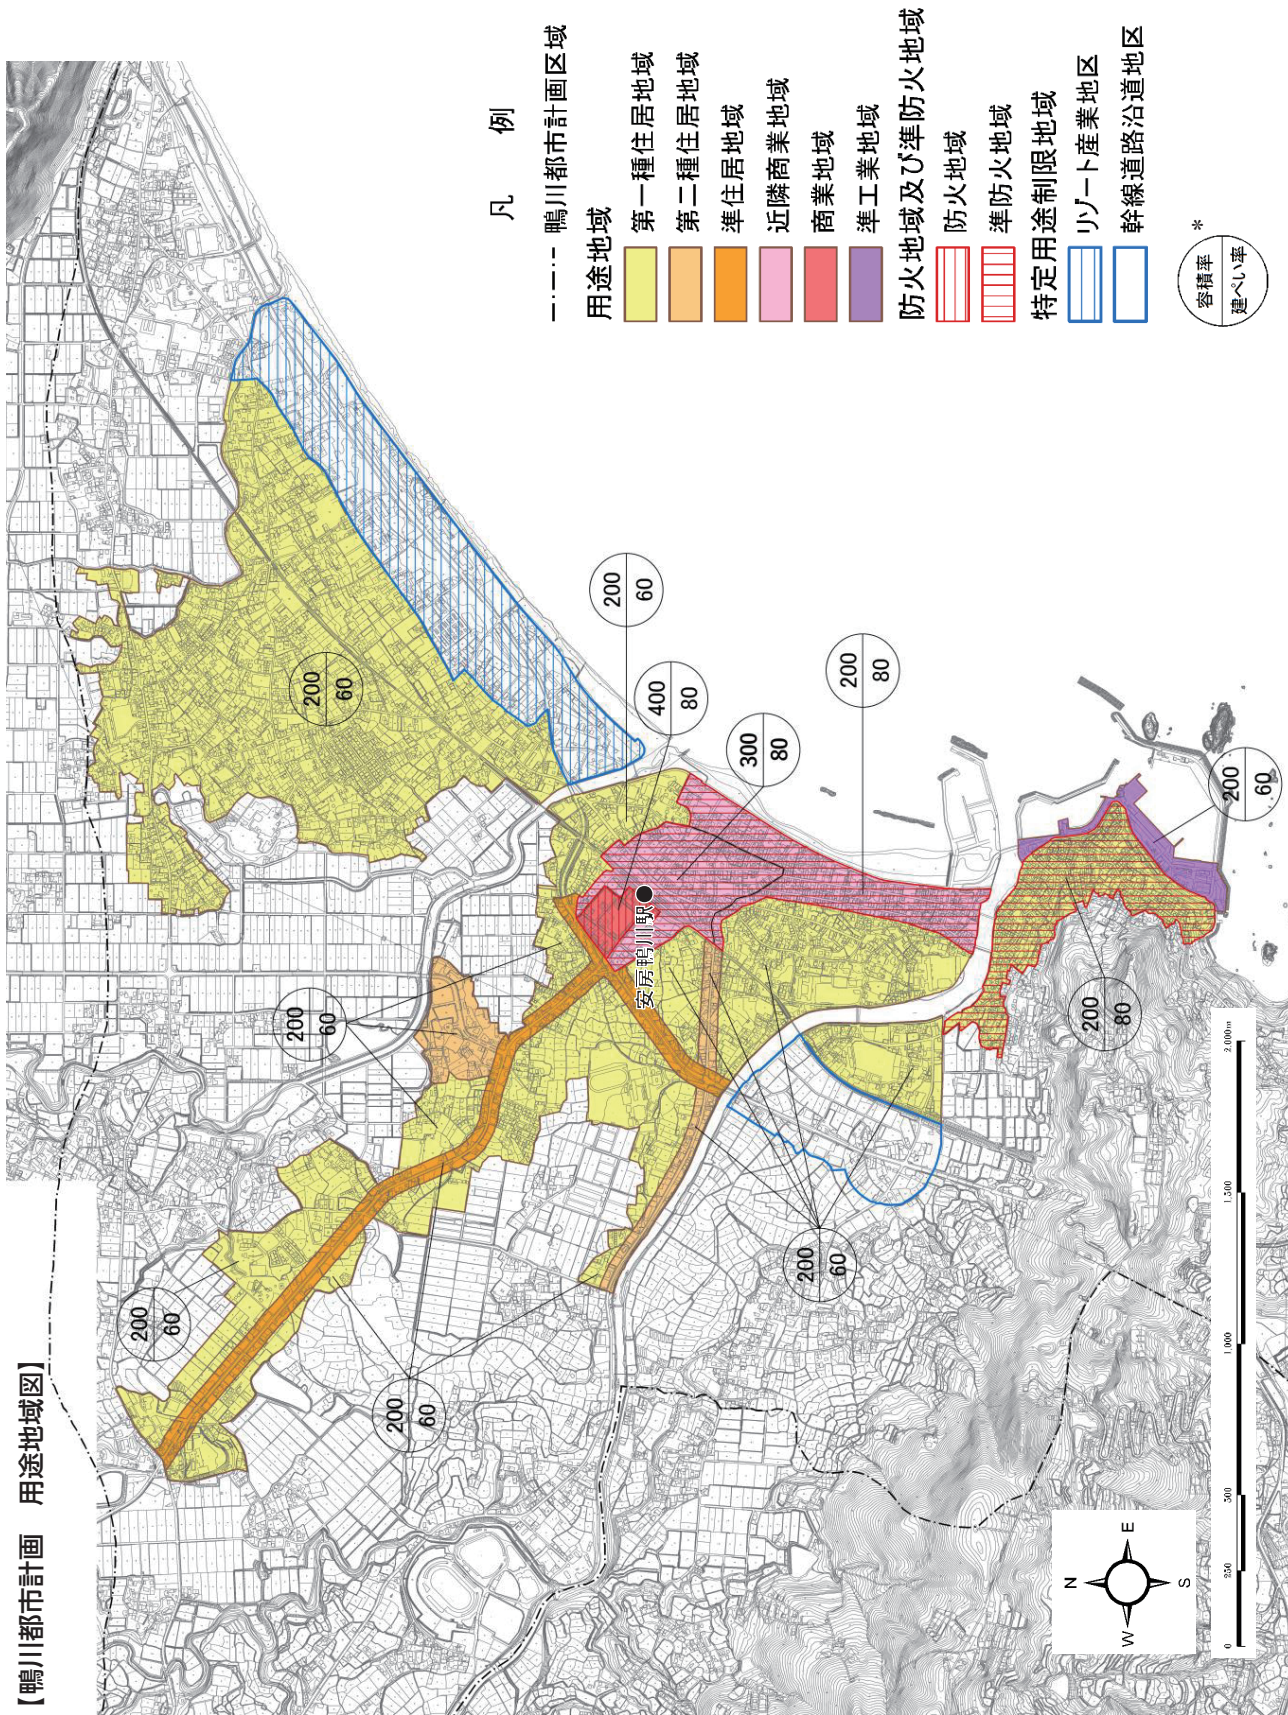 【鴨川都市計画　用途地域図】
凡　例
鴨川都市計画区域
用途地域
第一種住居地域
第二種住居地域
準住居地域
近隣商業地域
商業地域
準工業地域
防火地域及び準防火地域
防火地域
準防火地域
特定用途制限地域
リゾート産業地区
幹線道路沿道地区
容積率
建ぺい率
*
200
60
200
60
200
60
200
60
200
60
400
80
300
80
200
80
安房鴨川駅
200
60
200
80
200
60
N
W
E
S
0
250
500
1.000
1.500
2.000m